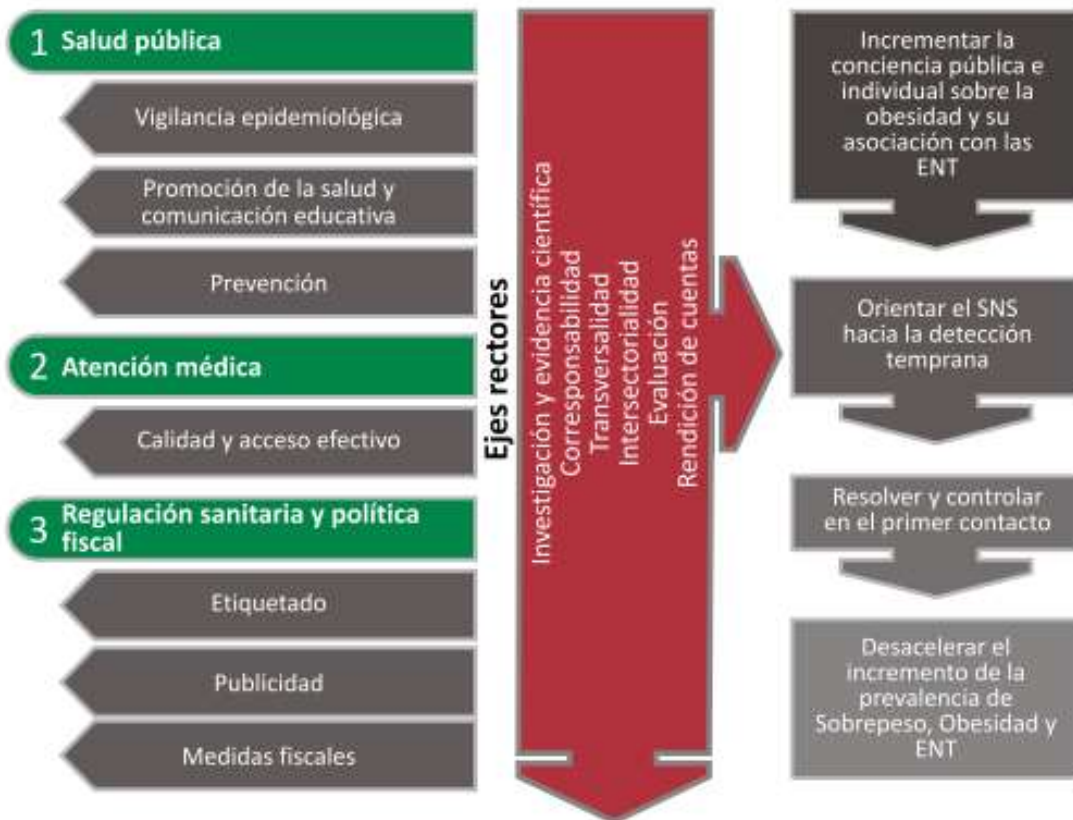 1 Salud pública
Vigilancia epidemiológica
Promoción de la salud y
comunicación educativa
Prevención
2 Atención médica
Calidad y acceso efectivo
3 Regulación sanitaria y política
fiscal
Etiquetado
Publicidad
Medidas fiscales
Ejes rectores
Investigación y evidencia científica
Corresponsabilidad
Transversalidad
Intersectorialidad
Evaluación
Rendición de cuentas
Incrementar la
conciencia pública e
individual sobre la
obesidad y su
asociación con las
ENT
Orientar el SNS
hacia la detección
temprana
Resolver y controlar
en el primer contacto
Desacelerar el
incremento de la
prevalencia de
Sobrepeso, Obesidad y
ENT